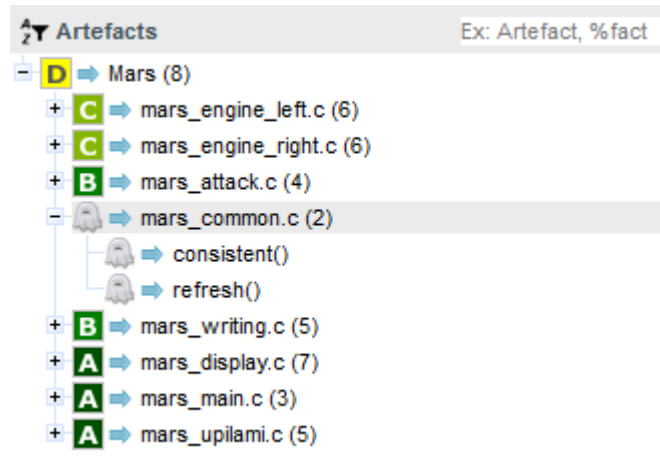 AZ Artefacts Ex: Artefact, %fact
D Mars (8)
C mars_engine_left.c (6)
C mars_engine_right.c (6)
B mars_attack.c (4)
mars_common.c (2)
consistent()
refresh()
B mars_writing.c (5)
A mars_display.c (7)
A mars_main.c (3)
A mars_upilami.c (5)